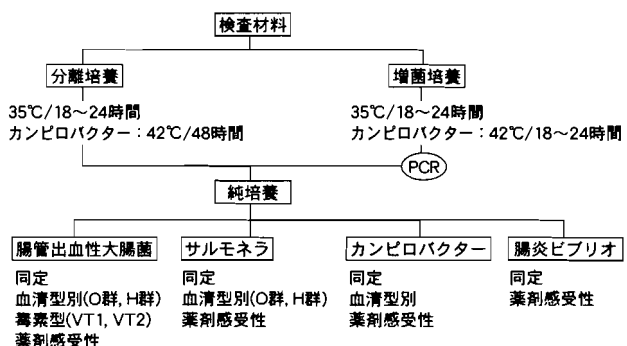 検査材料
分離培養
35℃/18〜24時間
カンピロバクター：42℃/48時間
増菌培養
35℃/18〜24時間
カンピロバクター：42℃/18〜24時間
PCR
純培養
腸管出血性大腸菌
同定
血清型別(O群, H群)
毒素型(VT1, VT2)
薬剤感受性
サルモネラ
同定
血清型別(O群, H群)
薬剤感受性
カンピロバクター
同定
血清型別
薬剤感受性
腸炎ビブリオ
同定
薬剤感受性